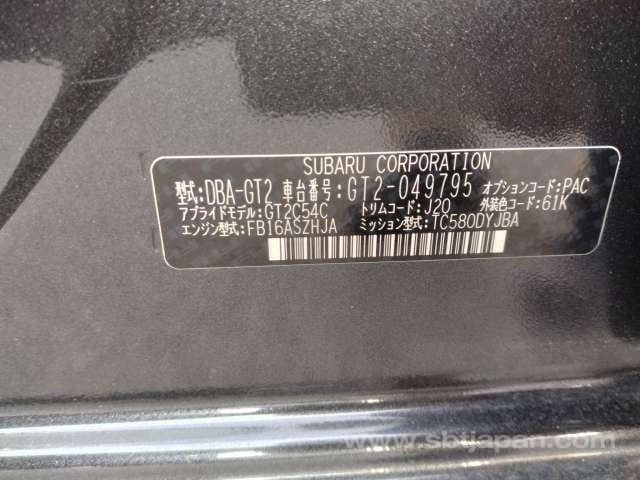 SUBARU CORPORATION
型式:DBA-GT2 車台番号:GT2-049795 オプションコード:PAC
アプライドモデル:GT2C54C トリムコード:J20 外装色コード:61K
エンジン型式:FB16ASZHJA ミッション型式:TC580DYJBA
www.sbtjapan.com